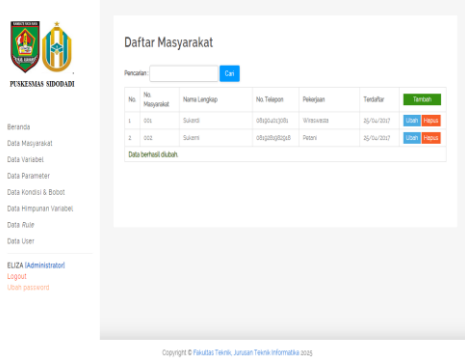 PUSKESMAS SIDODADI
Beranda
Data Masyarakat
Data Variabel
Data Parameter
Data Kondisi & Bobot
Data Himpunan Variabel
Data Rule
Data User
ELIZA [Administrator]
Logout
Ubah password
Daftar Masyarakat
Pencarian : Cari
No. No. Masyarakat Nama Lengkap No. Telepon Pekerjaan Terdaftar Tambah
1 001 Sukardi Wiraswasta 25/04/2017 Ubah Hapus
2 002 Sukarni Petani 25/04/2017 Ubah Hapus
Data berhasil diubah.
Copyright © Fakultas Teknik, Jurusan Teknik Informatika 2025